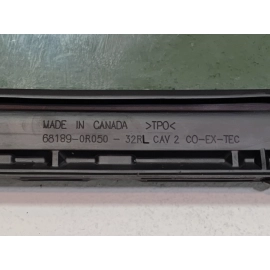 MADE IN CANADA >TPO<
68189-0R050 - 32RL CAV 2 CO-EX-TEC